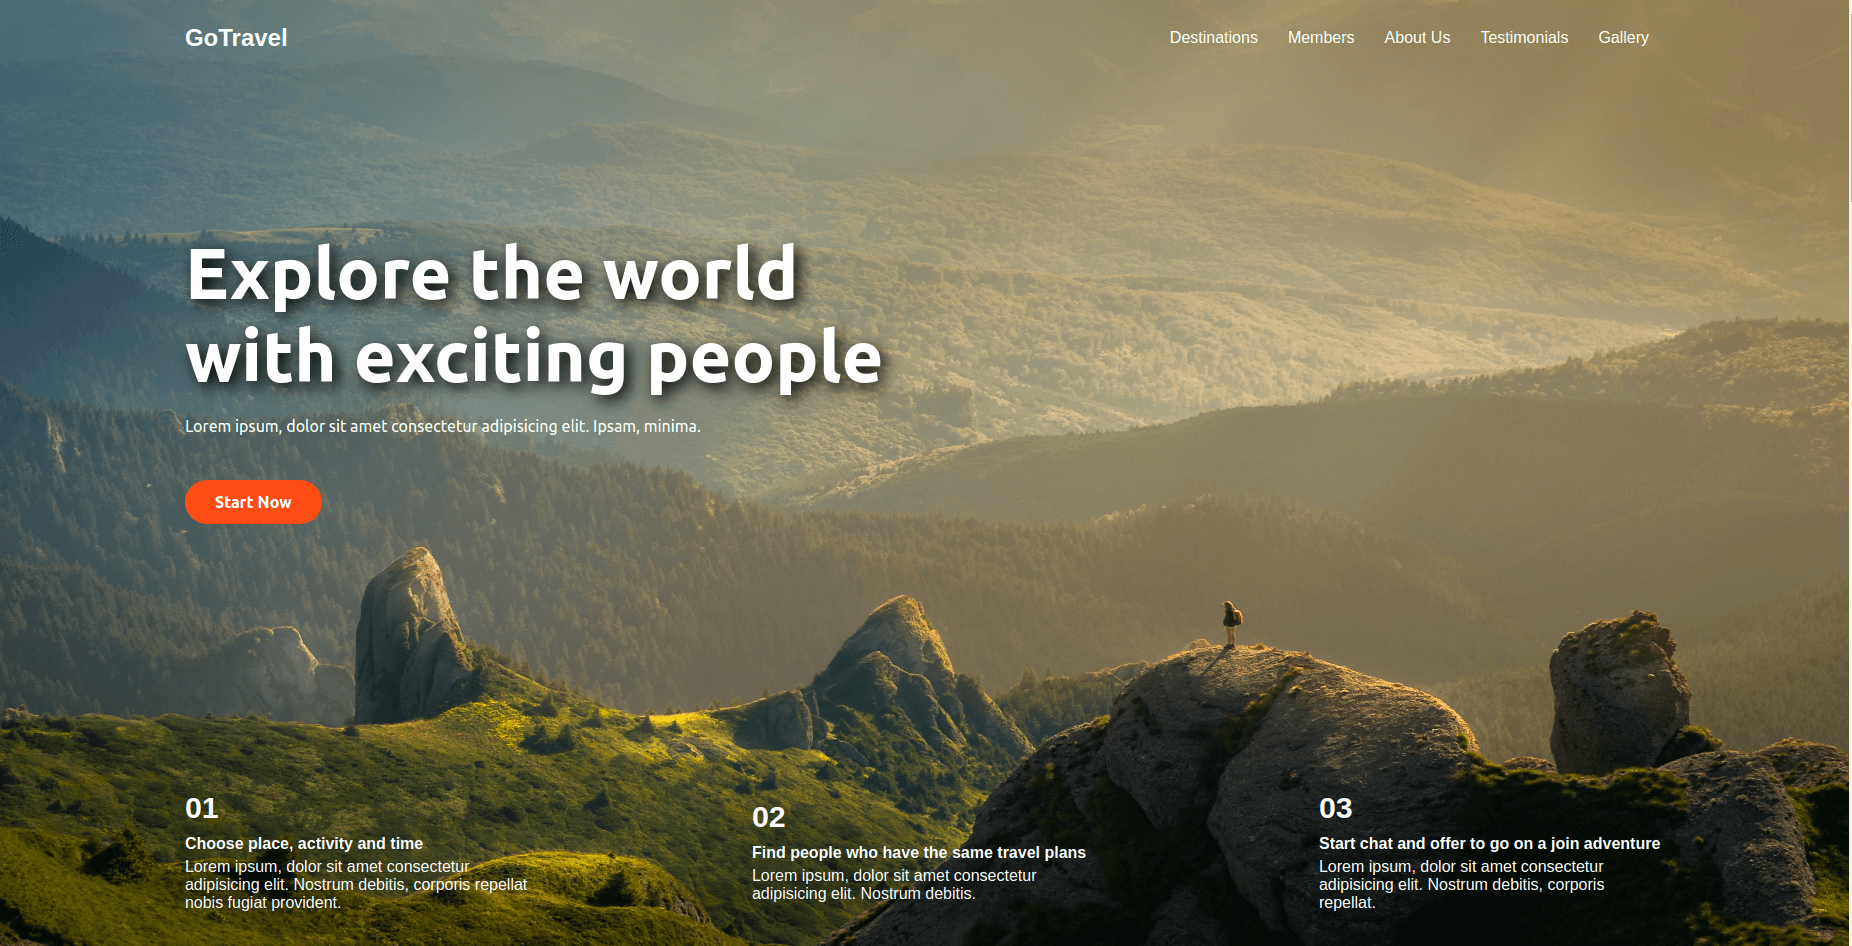 GoTravel
Destinations Members About Us Testimonials Gallery
Explore the world
with exciting people
Lorem ipsum, dolor sit amet consectetur adipisicing elit. Ipsam, minima.
Start Now
01
Choose place, activity and time
Lorem ipsum, dolor sit amet consectetur
adipisicing elit. Nostrum debitis, corporis repellat
nobis fugiat provident.
02
Find people who have the same travel plans
Lorem ipsum, dolor sit amet consectetur
adipisicing elit. Nostrum debitis.
03
Start chat and offer to go on a join adventure
Lorem ipsum, dolor sit amet consectetur
adipisicing elit. Nostrum debitis, corporis
repellat.